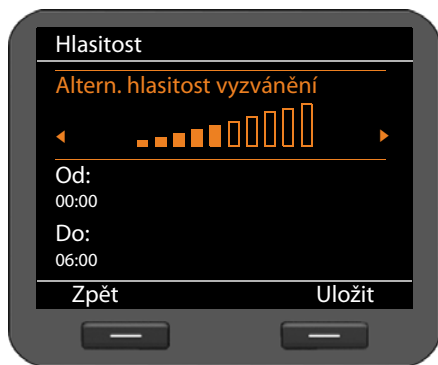 Hlasitost
Altern. hlasitost vyzvánění
Od:
00:00
Do:
06:00
Zpět Uložit